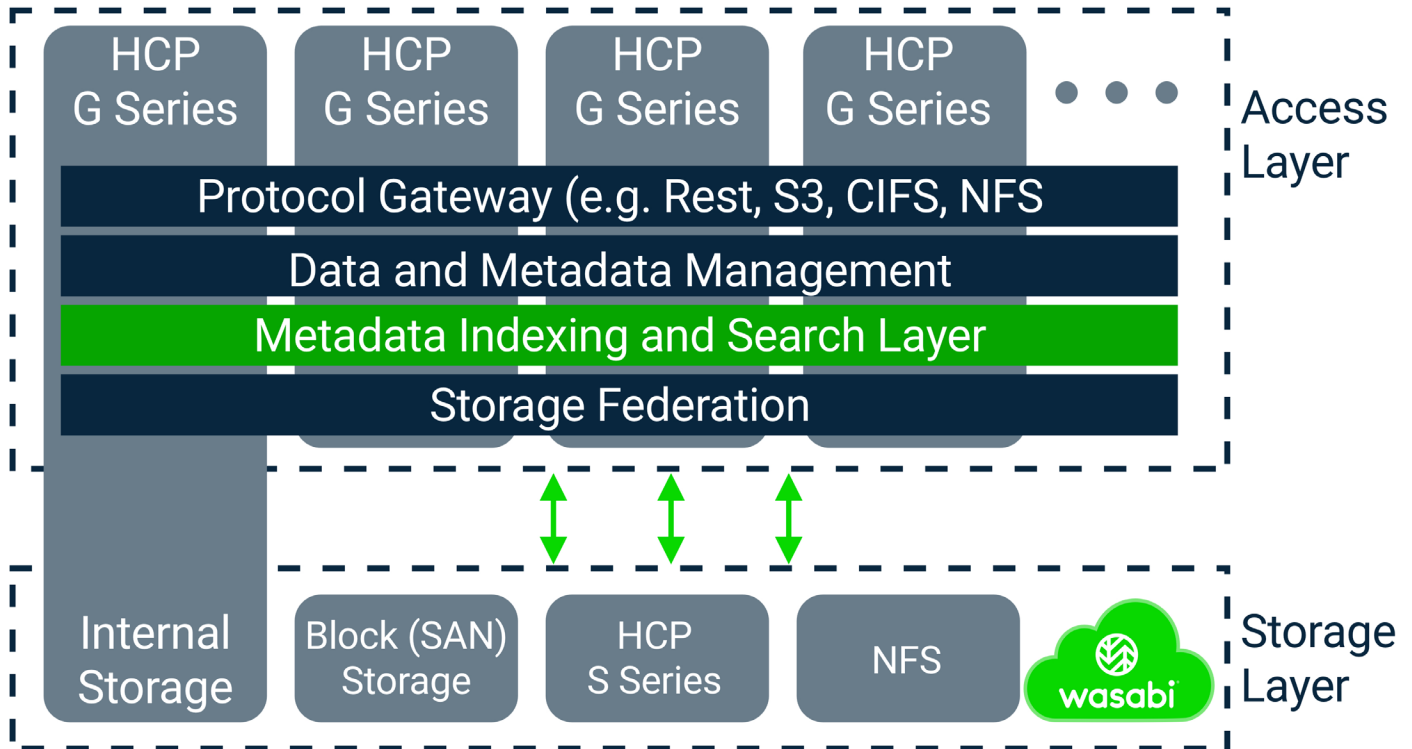 HCP
G Series
HCP
G Series
HCP
G Series
HCP
G Series
Access
Layer
Protocol Gateway (e.g. Rest, S3, CIFS, NFS
Data and Metadata Management
Metadata Indexing and Search Layer
Storage Federation
Internal
Storage
Block (SAN)
Storage
HCP
S Series
NFS
wasabi
Storage
Layer